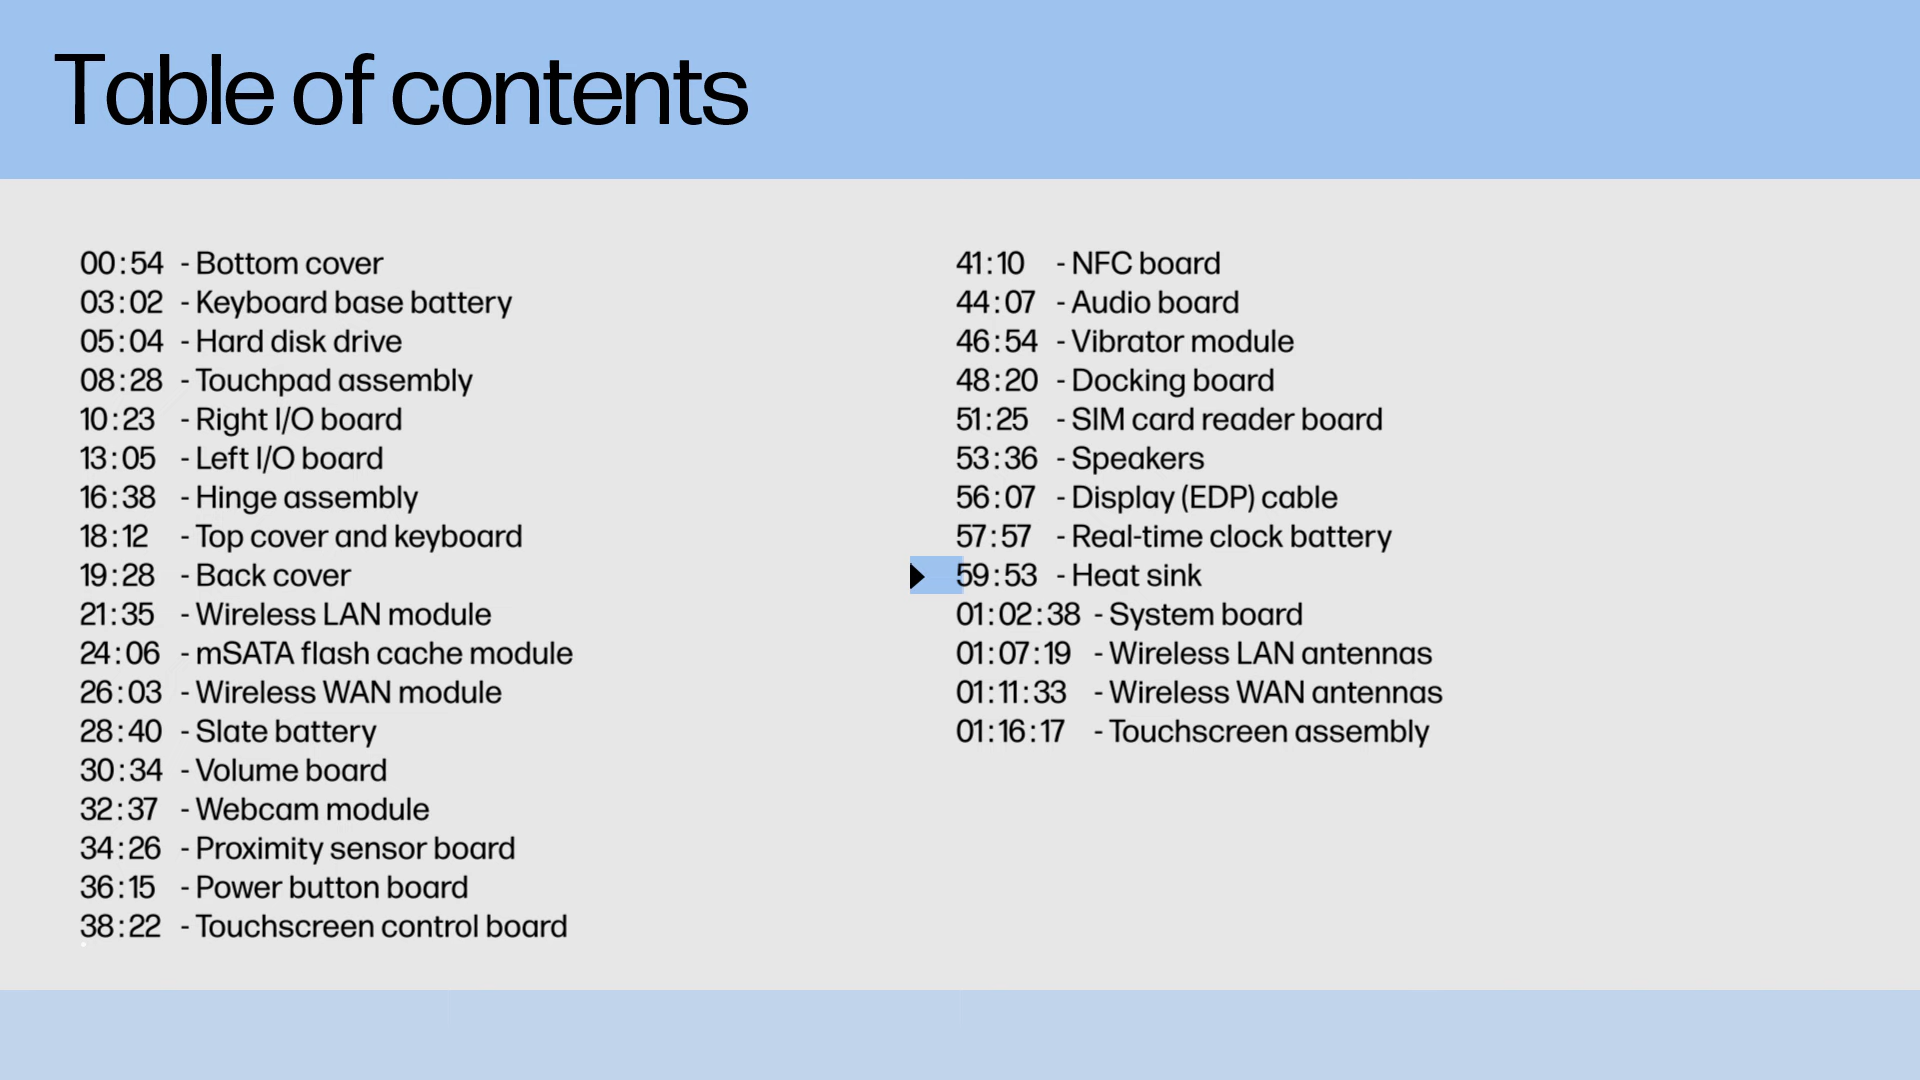 Table of contents
00:54 - Bottom cover
03:02 - Keyboard base battery
05:04 - Hard disk drive
08:28 - Touchpad assembly
10:23 - Right I/O board
13:05 - Left I/O board
16:38 - Hinge assembly
18:12 - Top cover and keyboard
19:28 - Back cover
21:35 - Wireless LAN module
24:06 - mSATA flash cache module
26:03 - Wireless WAN module
28:40 - Slate battery
30:34 - Volume board
32:37 - Webcam module
34:26 - Proximity sensor board
36:15 - Power button board
38:22 - Touchscreen control board
41:10 - NFC board
44:07 - Audio board
46:54 - Vibrator module
48:20 - Docking board
51:25 - SIM card reader board
53:36 - Speakers
56:07 - Display (EDP) cable
57:57 - Real-time clock battery
59:53 - Heat sink
01:02:38 - System board
01:07:19 - Wireless LAN antennas
01:11:33 - Wireless WAN antennas
01:16:17 - Touchscreen assembly